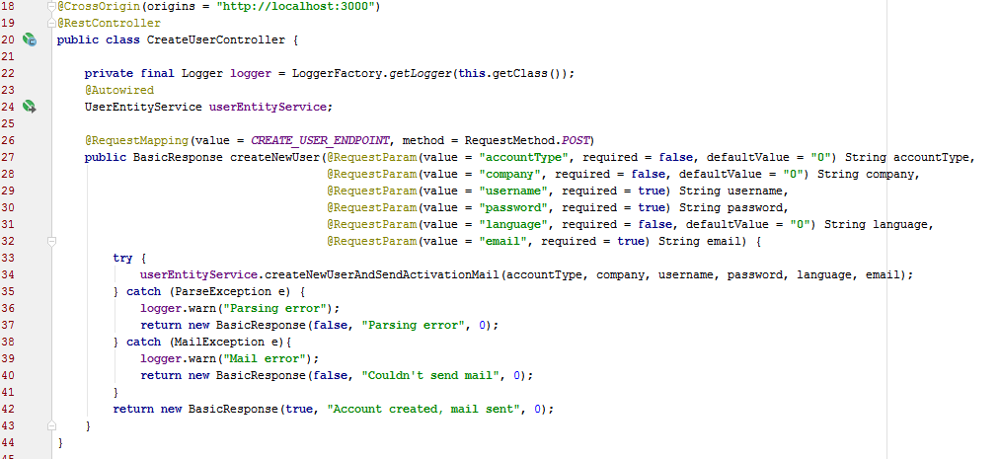 18 @CrossOrigin(origins = "http://localhost:3000")
19 @RestController
20 public class CreateUserController {
21
22 private final Logger logger = LoggerFactory.getLogger(this.getClass());
23 @Autowired
24 UserEntityService userEntityService;
25
26 @RequestMapping(value = CREATE_USER_ENDPOINT, method = RequestMethod.POST)
27 public BasicResponse createNewUser(@RequestParam(value = "accountType", required = false, defaultValue = "0") String accountType,
28 @RequestParam(value = "company", required = false, defaultValue = "0") String company,
29 @RequestParam(value = "username", required = true) String username,
30 @RequestParam(value = "password", required = true) String password,
31 @RequestParam(value = "language", required = false, defaultValue = "0") String language,
32 @RequestParam(value = "email", required = true) String email) {
33 try {
34 userEntityService.createNewUserAndSendActivationMail(accountType, company, username, password, language, email);
35 } catch (ParseException e) {
36 logger.warn("Parsing error");
37 return new BasicResponse(false, "Parsing error", 0);
38 } catch (MailException e){
39 logger.warn("Mail error");
40 return new BasicResponse(false, "Couldn't send mail", 0);
41 }
42 return new BasicResponse(true, "Account created, mail sent", 0);
43 }
44 }
45